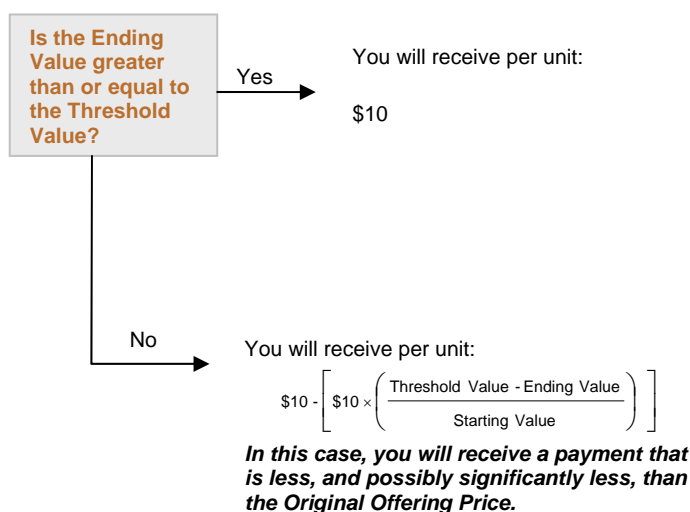 Is the Ending
Value greater
than or equal to
the Threshold
Value?
Yes
You will receive per unit:
$10
No
You will receive per unit:
$10 - [ $10 × ( Threshold Value - Ending Value
Starting Value ) ]
In this case, you will receive a payment that
is less, and possibly significantly less, than
the Original Offering Price.